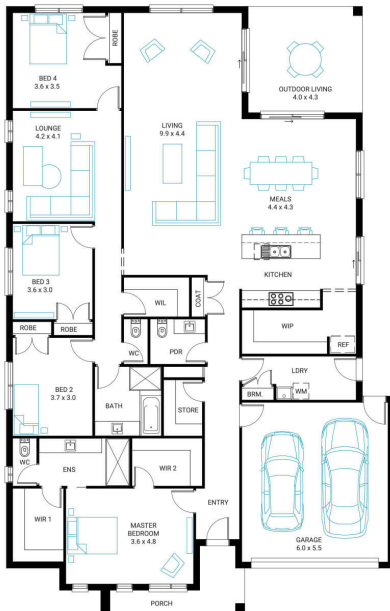 ROBE
BED 4
3.6 x 3.5
OUTDOOR LIVING
4.0 x 4.3
LOUNGE
4.2 x 4.1
LIVING
9.9 x 4.4
MEALS
4.4 x 4.3
KITCHEN
BED 3
3.6 x 3.0
WIL
COAT
ROBE
ROBE
WIP
REF
WC
PDR
LDRY
BRM.
WM
BED 2
3.7 x 3.0
BATH
STORE
WC
ENS
WIR 2
WIR 1
ENTRY
MASTER
BEDROOM
3.6 x 4.8
GARAGE
6.0 x 5.5
PORCH